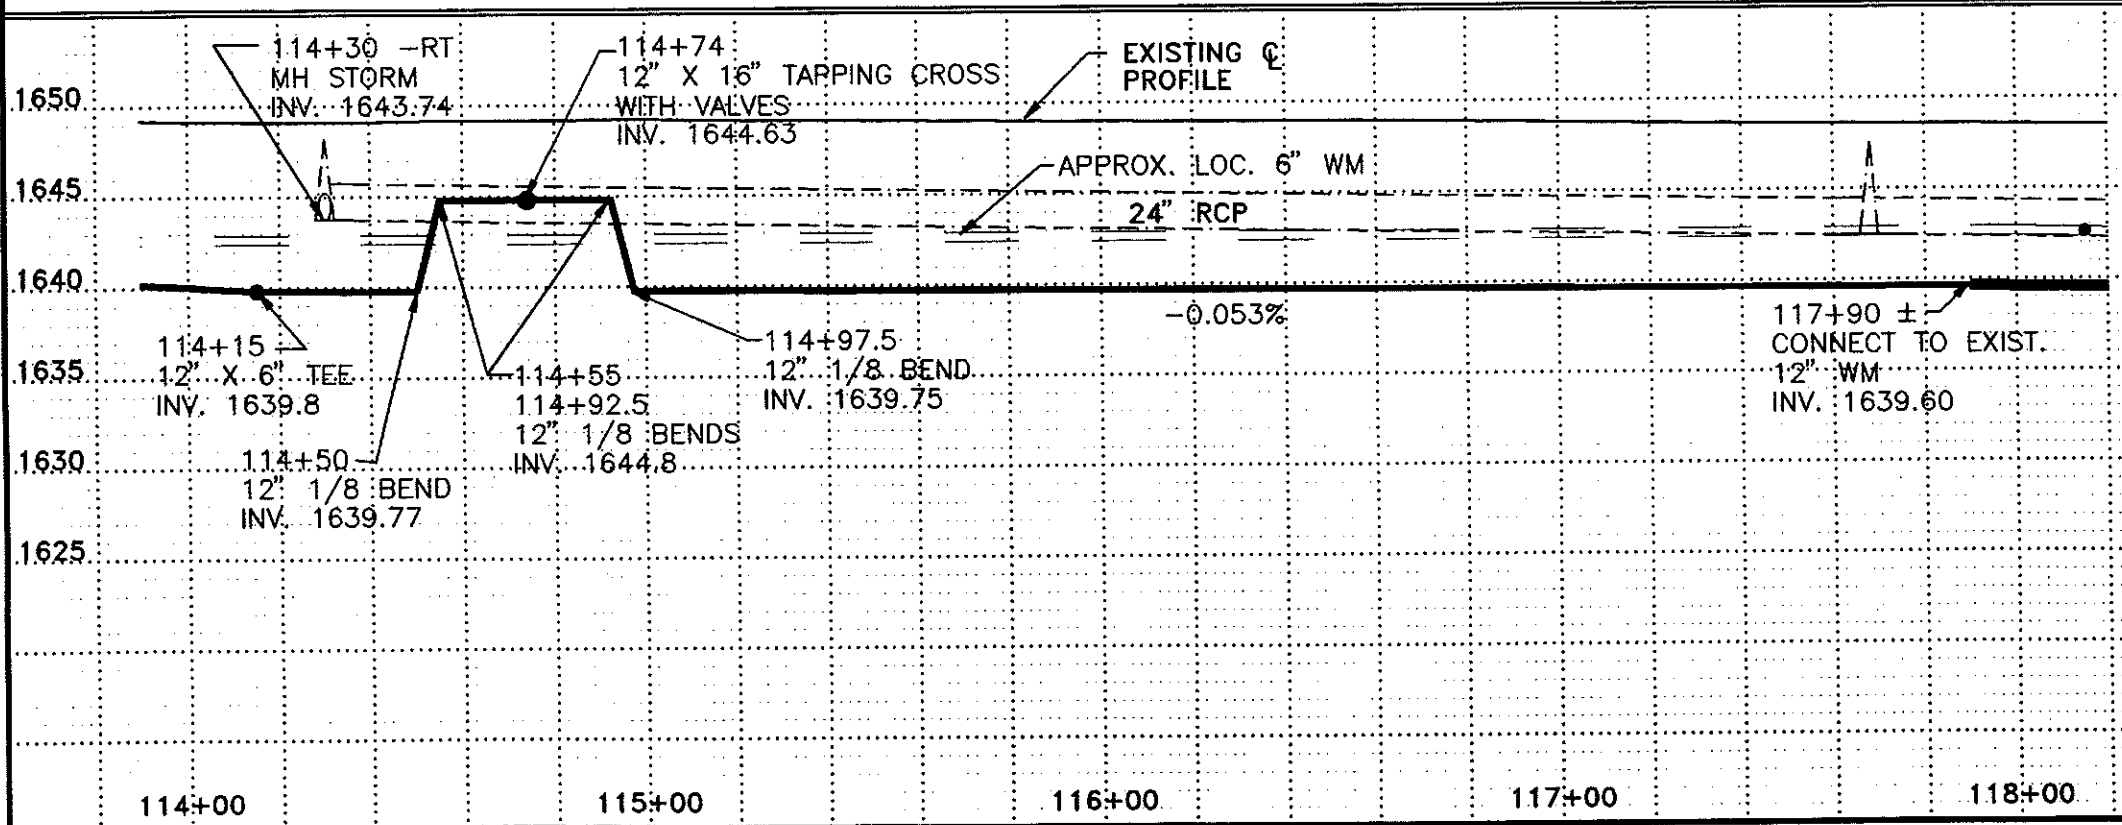 114+30 -RT
MH STORM
INV. 1643.74
114+74
12" X 16" TAPPING CROSS
WITH VALVES
INV. 1644.63
EXISTING ℄
PROFILE
1650
APPROX. LOC. 6" WM
1645
24" RCP
1640
-0.053%
114+15
12" X 6" TEE
INV. 1639.8
1635
114+55
114+92.5
12" 1/8 BENDS
INV. 1644.8
114+97.5
12" 1/8 BEND
INV. 1639.75
117+90 ±
CONNECT TO EXIST.
12" WM
INV. 1639.60
1630
114+50
12" 1/8 BEND
INV. 1639.77
1625
114+00
115+00
116+00
117+00
118+00